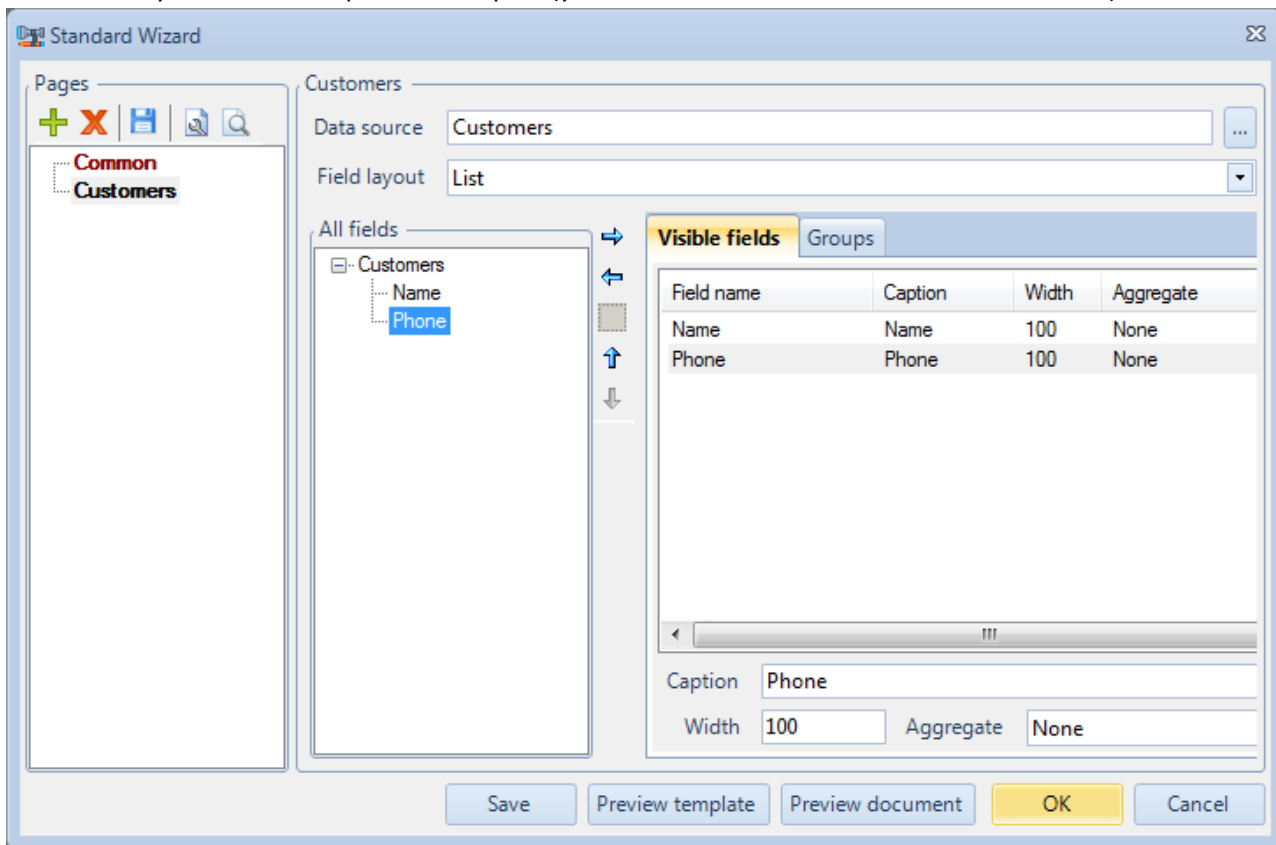 Standard Wizard
Pages
Common
Customers
Customers
Data source Customers ...
Field layout List
All fields
Customers
Name
Phone
Visible fields Groups
Field name Caption Width Aggregate
Name Name 100 None
Phone Phone 100 None
Caption Phone
Width 100 Aggregate None
Save Preview template Preview document OK Cancel